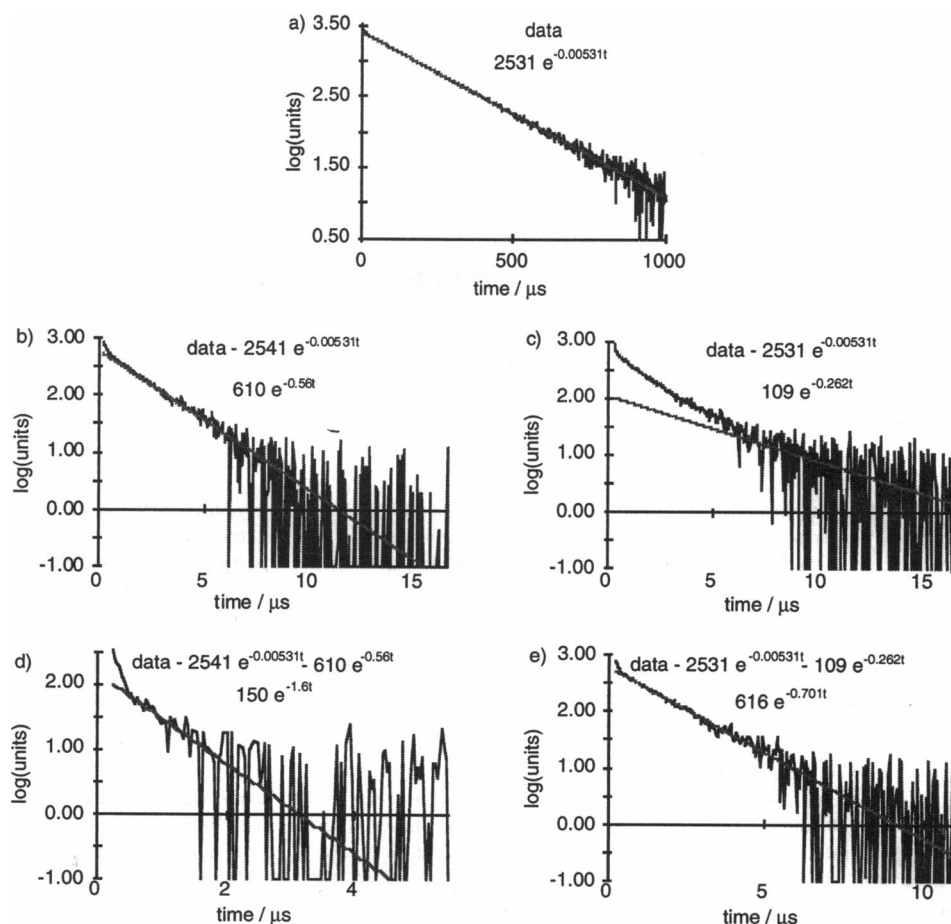 a)
3.50
2.50
1.50
0.50
log(units)
data
2531 e-0.00531t
0
500
1000
time / μs
b)
3.00
2.00
1.00
0.00
-1.00
log(units)
data - 2541 e-0.00531t
610 e-0.56t
0
5
10
15
time / μs
c)
3.00
2.00
1.00
0.00
-1.00
log(units)
data - 2531 e-0.00531t
109 e-0.262t
0
5
10
15
time / μs
d)
2.00
1.00
0.00
-1.00
log(units)
data - 2541 e-0.00531t - 610 e-0.56t
150 e-1.6t
0
2
4
time / μs
e)
3.00
2.00
1.00
0.00
-1.00
log(units)
data - 2531 e-0.00531t - 109 e-0.262t
616 e-0.701t
0
5
10
time / μs